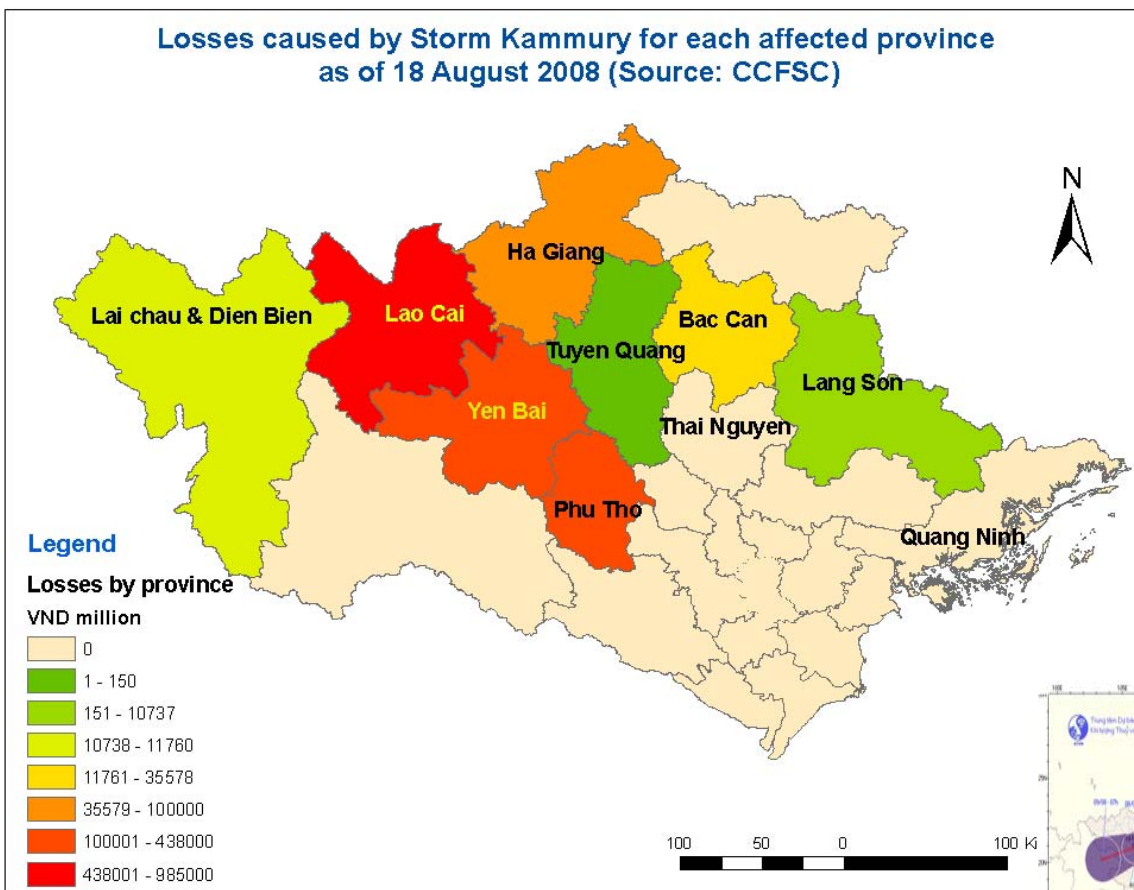 Losses caused by Storm Kammury for each affected province
as of 18 August 2008 (Source: CCFSC)
N
Ha Giang
Lai chau & Dien Bien
Lao Cai
Bac Can
Tuyen Quang
Lang Son
Yen Bai
Thai Nguyen
Phu Tho
Quang Ninh
Legend
Losses by province
VND million
0
1 - 150
151 - 10737
10738 - 11760
11761 - 35578
35579 - 100000
100001 - 438000
438001 - 985000
100 50 0 100 Ki